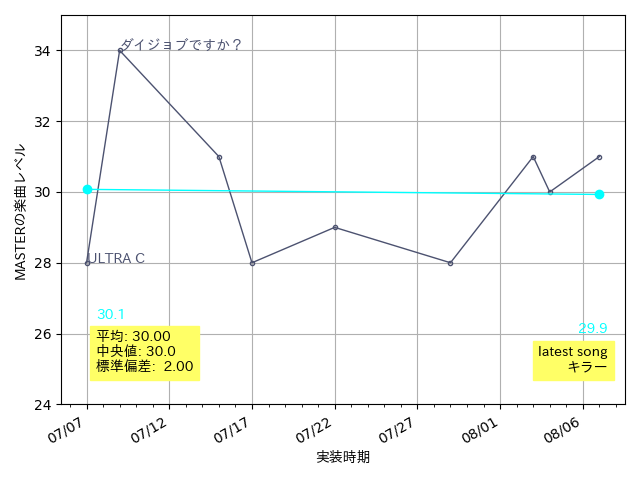 34
32
30
28
26
24
MASTERの楽曲レベル
ダイジョブですか？
ULTRA C
30.1
平均: 30.00
中央値: 30.0
標準偏差: 2.00
29.9
latest song
キラー
07/07
07/12
07/17
07/22
07/27
08/01
08/06
実装時期